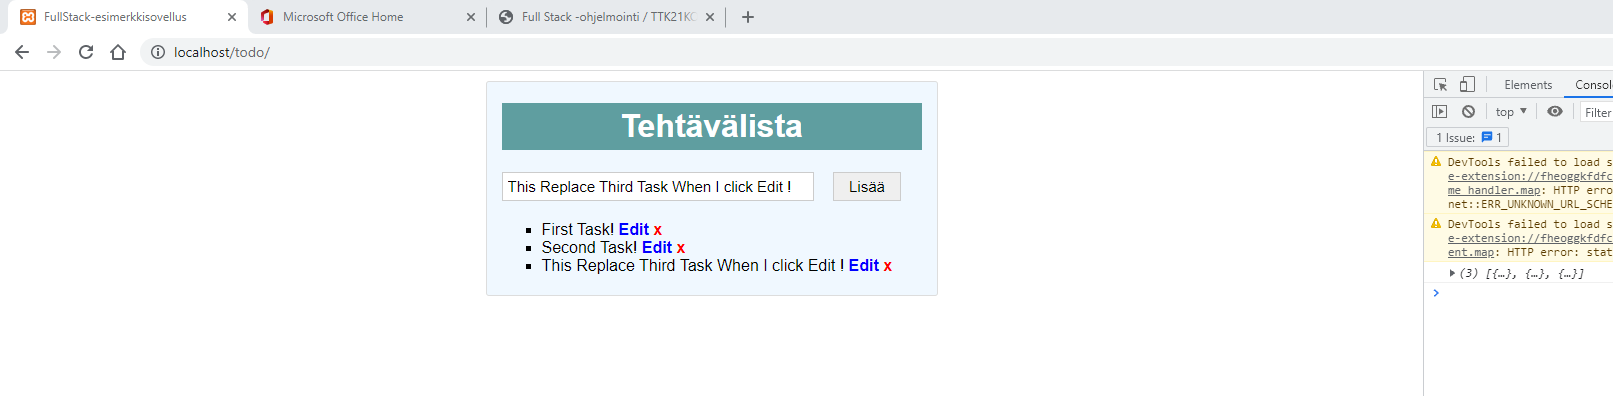 FullStack-esimerkkisovellus
Microsoft Office Home
Full Stack -ohjelmointi / TTK21KC
localhost/todo/
Tehtävälista
This Replace Third Task When I click Edit !
Lisää
First Task! Edit x
Second Task! Edit x
This Replace Third Task When I click Edit ! Edit x
Elements
Consol
top
Filter
1 Issue: 1
DevTools failed to load s
e-extension://fheoggkfdfc
me_handler.map: HTTP erro
net::ERR_UNKNOWN_URL_SCHE
DevTools failed to load s
e-extension://fheoggkfdfc
ent.map: HTTP error: stat
(3) [{…}, {…}, {…}]